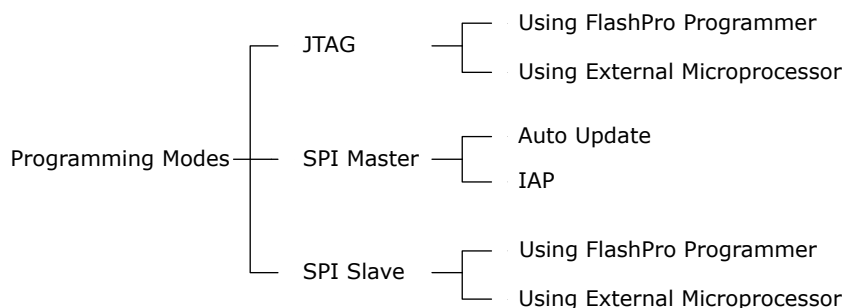 Programming Modes
JTAG
Using FlashPro Programmer
Using External Microprocessor
SPI Master
Auto Update
IAP
SPI Slave
Using FlashPro Programmer
Using External Microprocessor